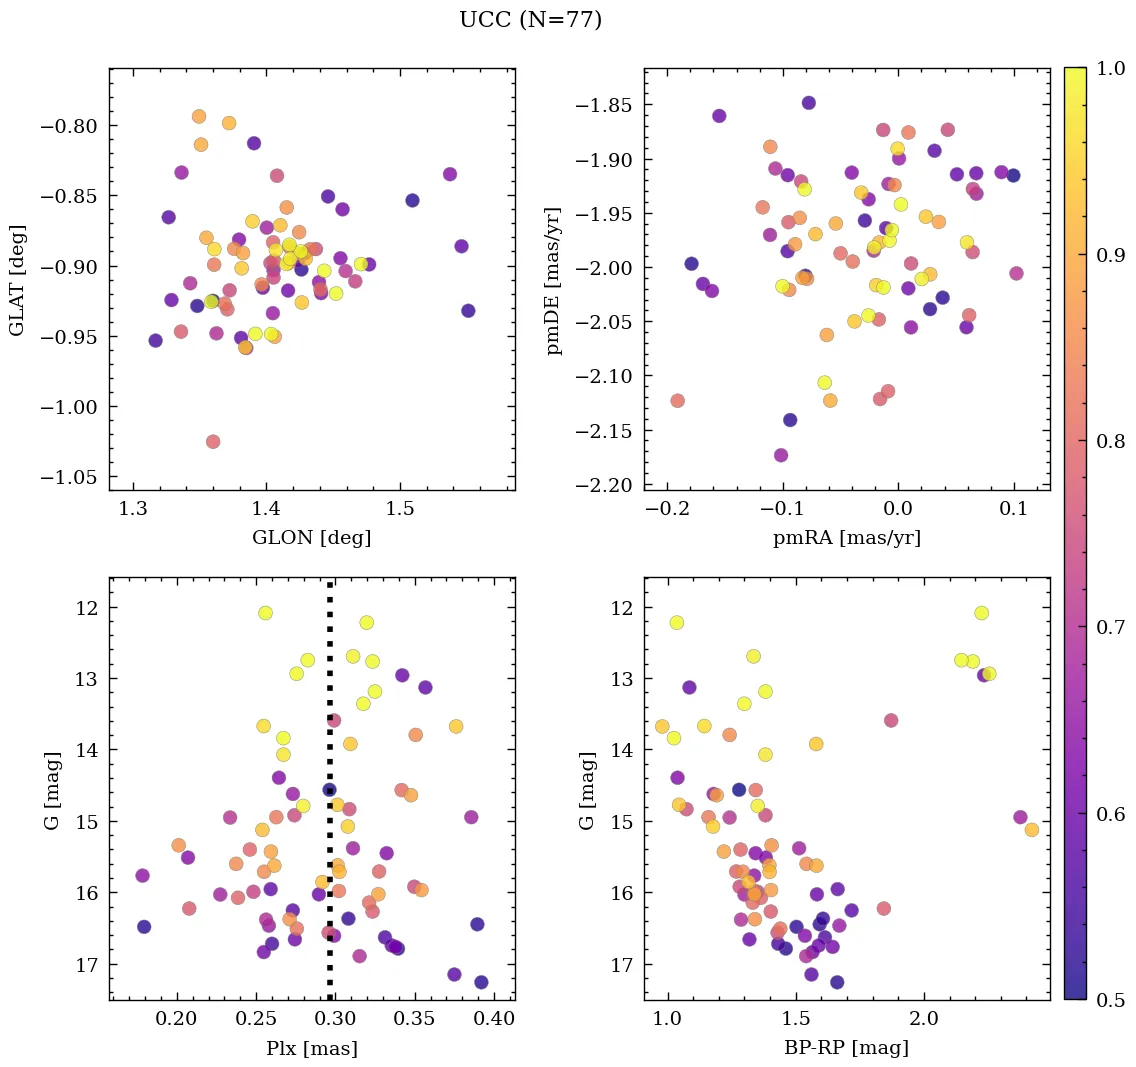 UCC (N=77)
−0.80
−0.85
−0.90
−0.95
−1.00
−1.05
GLAT [deg]
1.3 1.4 1.5
GLON [deg]
−1.85
−1.90
−1.95
−2.00
−2.05
−2.10
−2.15
−2.20
pmDE [mas/yr]
−0.2 −0.1 0.0 0.1
pmRA [mas/yr]
12
13
14
15
16
17
G [mag]
0.20 0.25 0.30 0.35 0.40
Plx [mas]
12
13
14
15
16
17
G [mag]
1.0 1.5 2.0
BP-RP [mag]
1.0
0.9
0.8
0.7
0.6
0.5